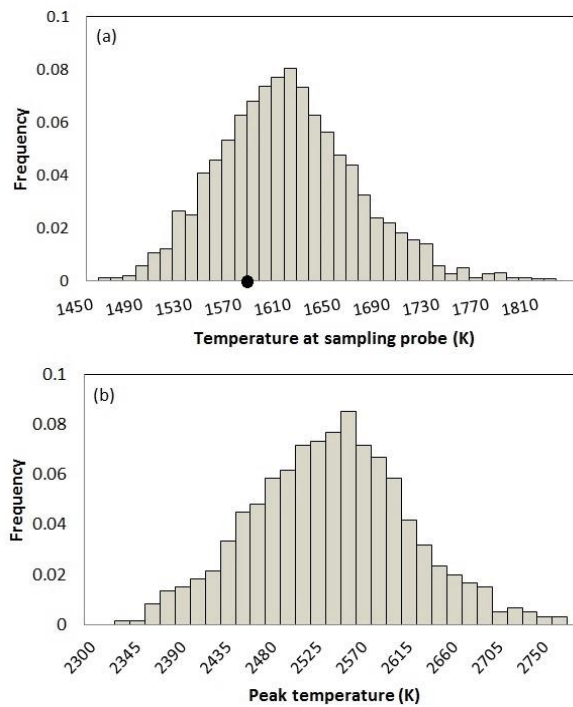 0.1
(a)
0.08
0.06
0.04
0.02
0
Frequency
1450 1490 1530 1570 1610 1650 1690 1730 1770 1810
Temperature at sampling probe (K)
0.1
(b)
0.08
0.06
0.04
0.02
0
Frequency
2300 2345 2390 2435 2480 2525 2570 2615 2660 2705 2750
Peak temperature (K)